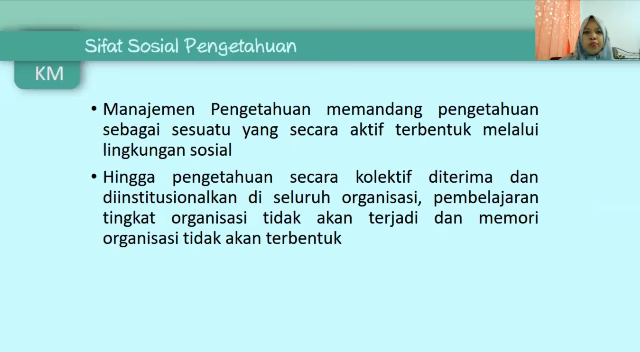 Sifat Sosial Pengetahuan
KM
• Manajemen Pengetahuan memandang pengetahuan
sebagai sesuatu yang secara aktif terbentuk melalui
lingkungan sosial
• Hingga pengetahuan secara kolektif diterima dan
diinstitusionalkan di seluruh organisasi, pembelajaran
tingkat organisasi tidak akan terjadi dan memori
organisasi tidak akan terbentuk